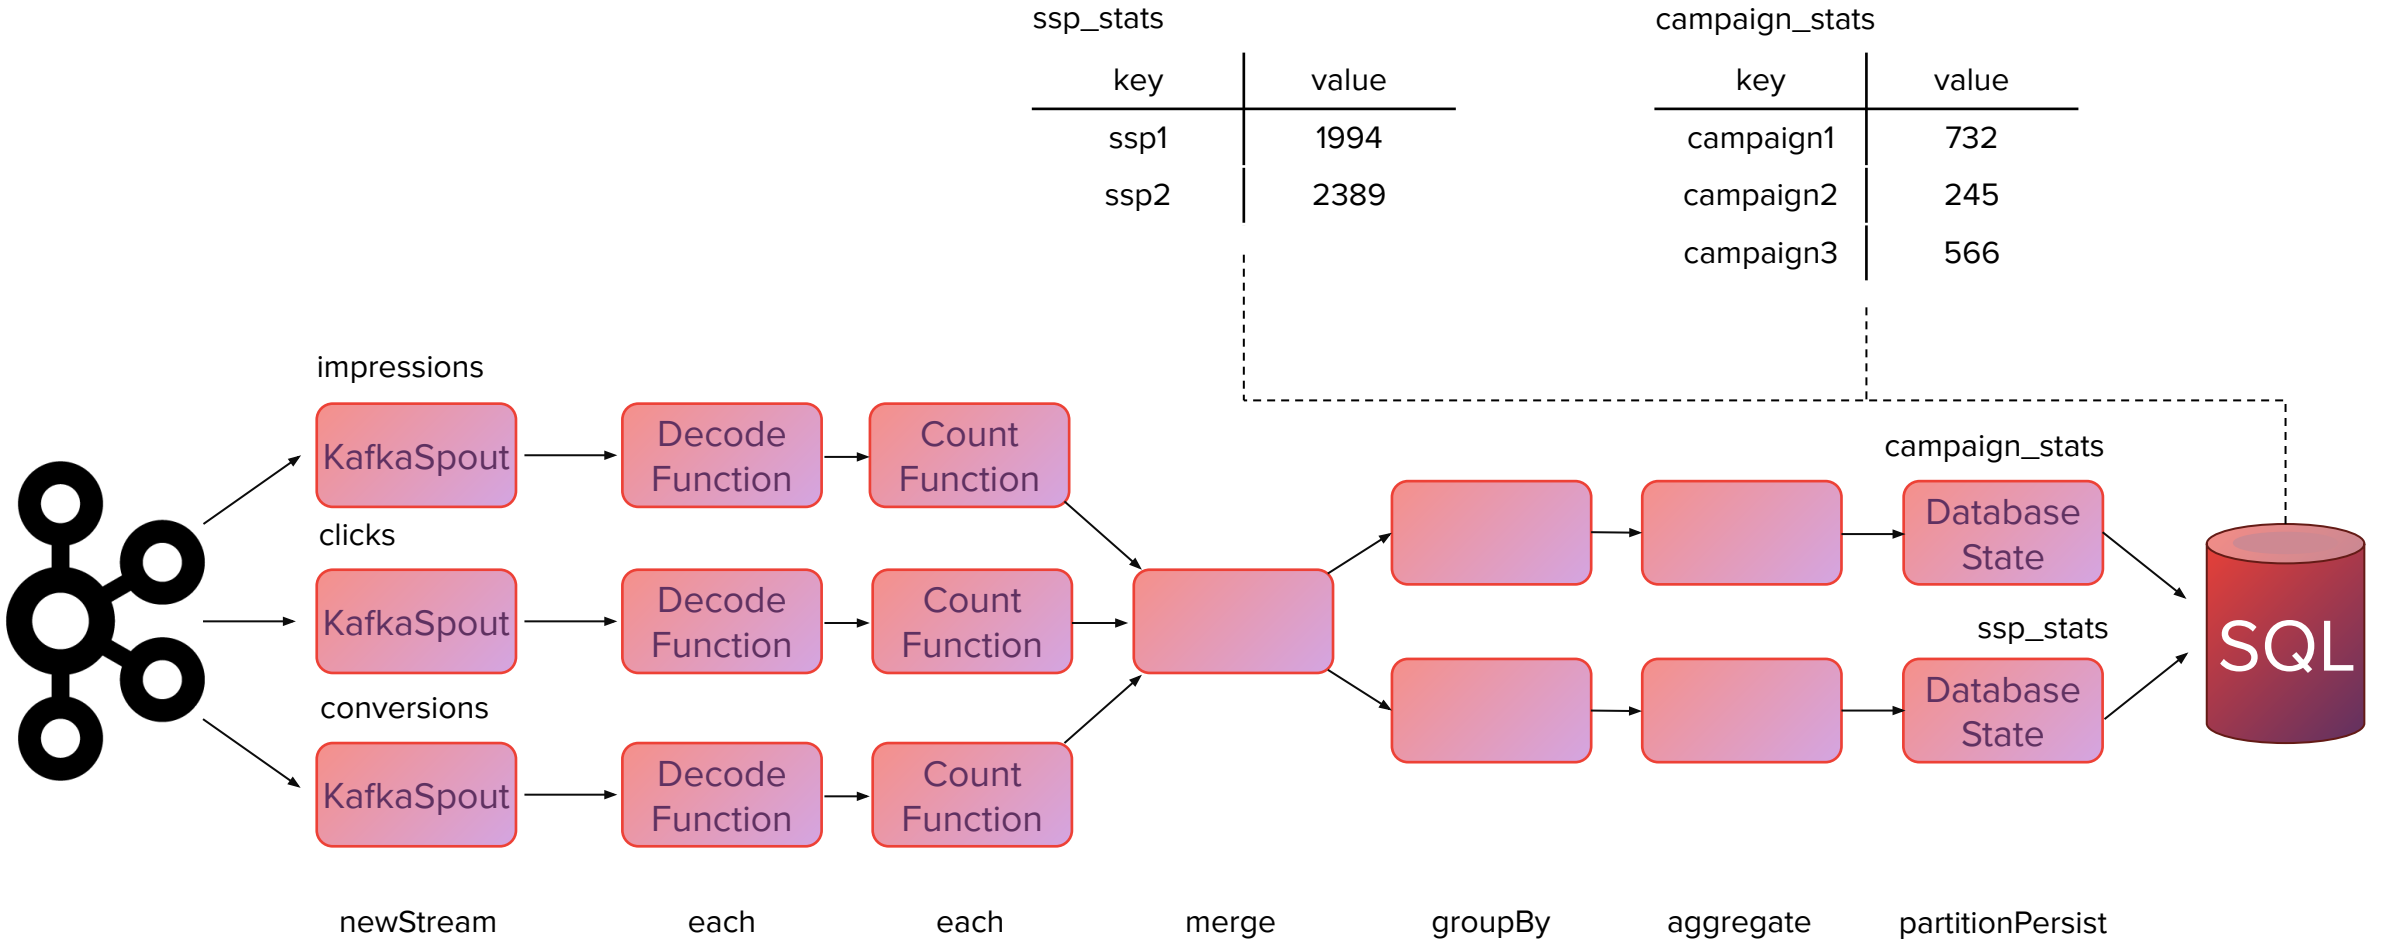 ssp_stats
key value
ssp1 1994
ssp2 2389
campaign_stats
key value
campaign1 732
campaign2 245
campaign3 566
impressions
KafkaSpout
Decode
Function
Count
Function
clicks
KafkaSpout
Decode
Function
Count
Function
conversions
KafkaSpout
Decode
Function
Count
Function
campaign_stats
Database
State
ssp_stats
Database
State
SQL
newStream each each merge groupBy aggregate partitionPersist